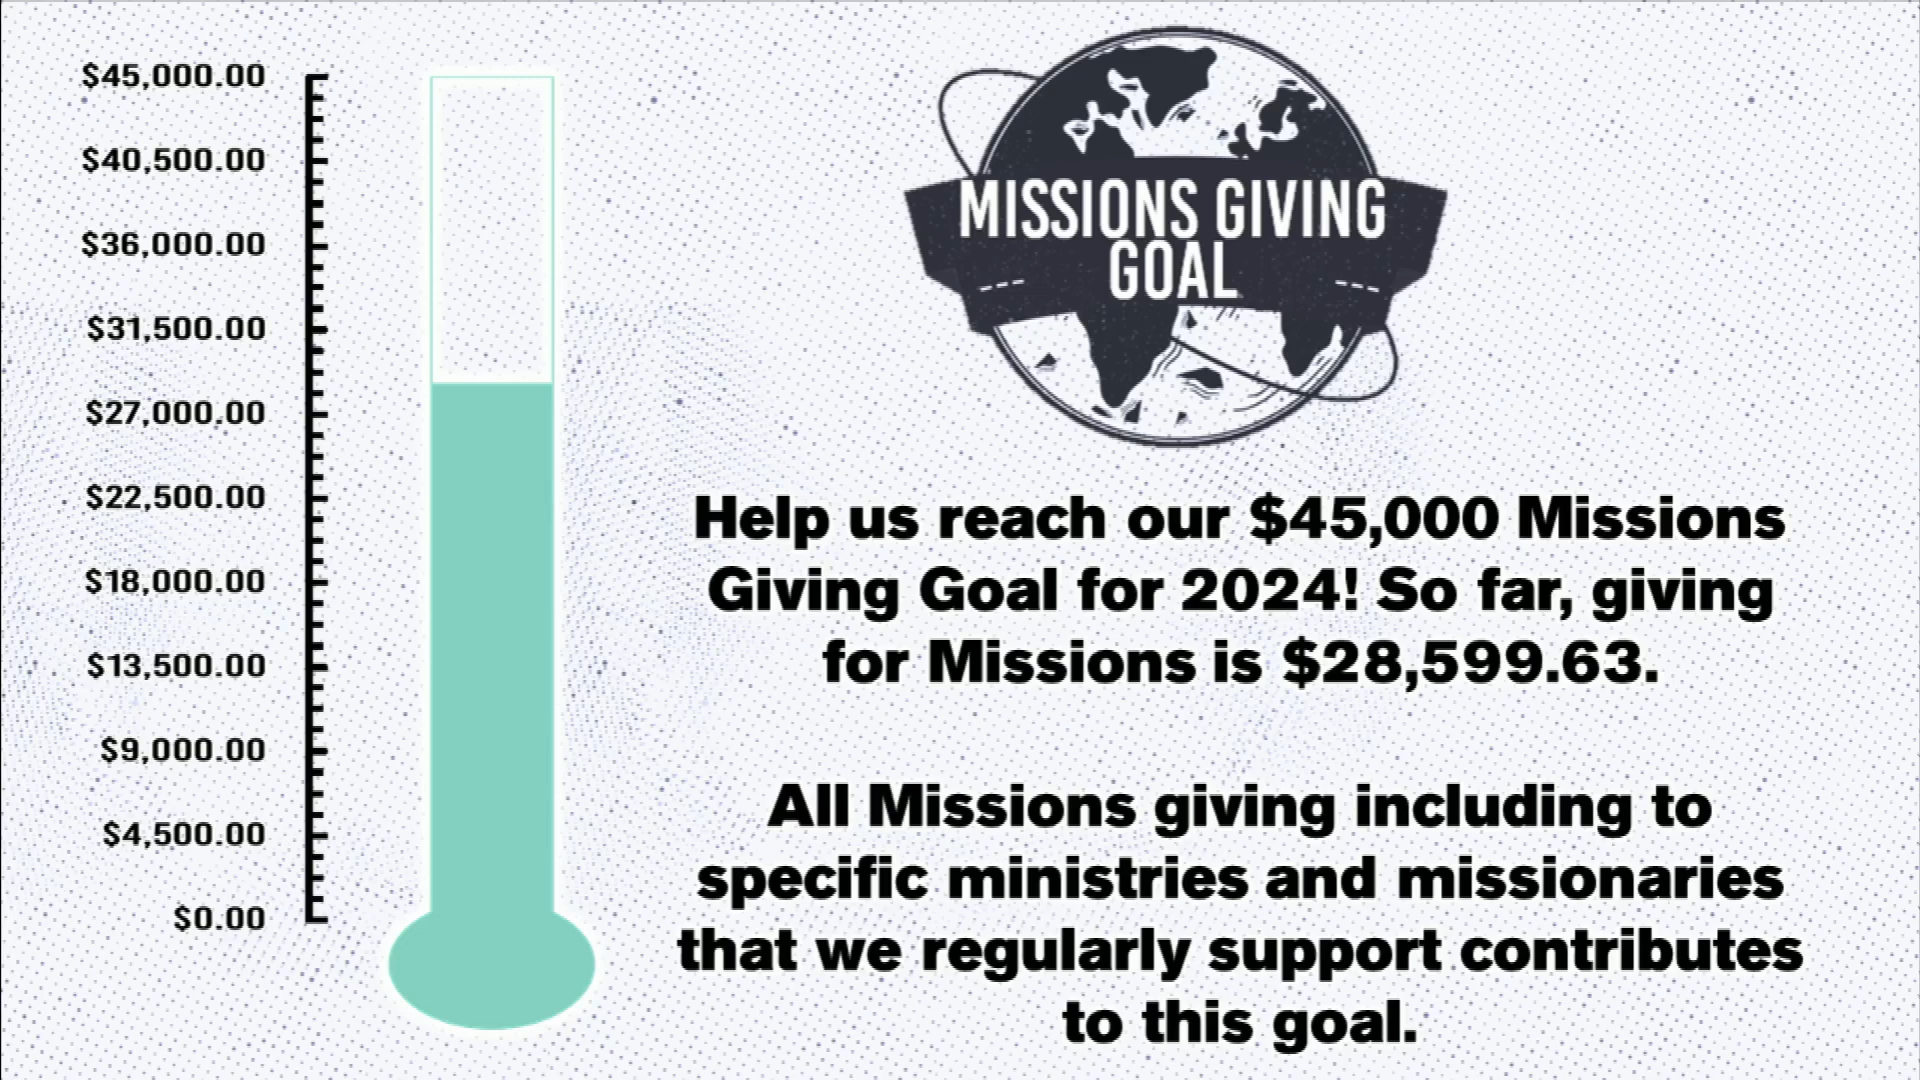 $45,000.00
$40,500.00
$36,000.00
$31,500.00
$27,000.00
$22,500.00
$18,000.00
$13,500.00
$9,000.00
$4,500.00
$0.00
MISSIONS GIVING
GOAL
Help us reach our $45,000 Missions
Giving Goal for 2024! So far, giving
for Missions is $28,599.63.
All Missions giving including to
specific ministries and missionaries
that we regularly support contributes
to this goal.